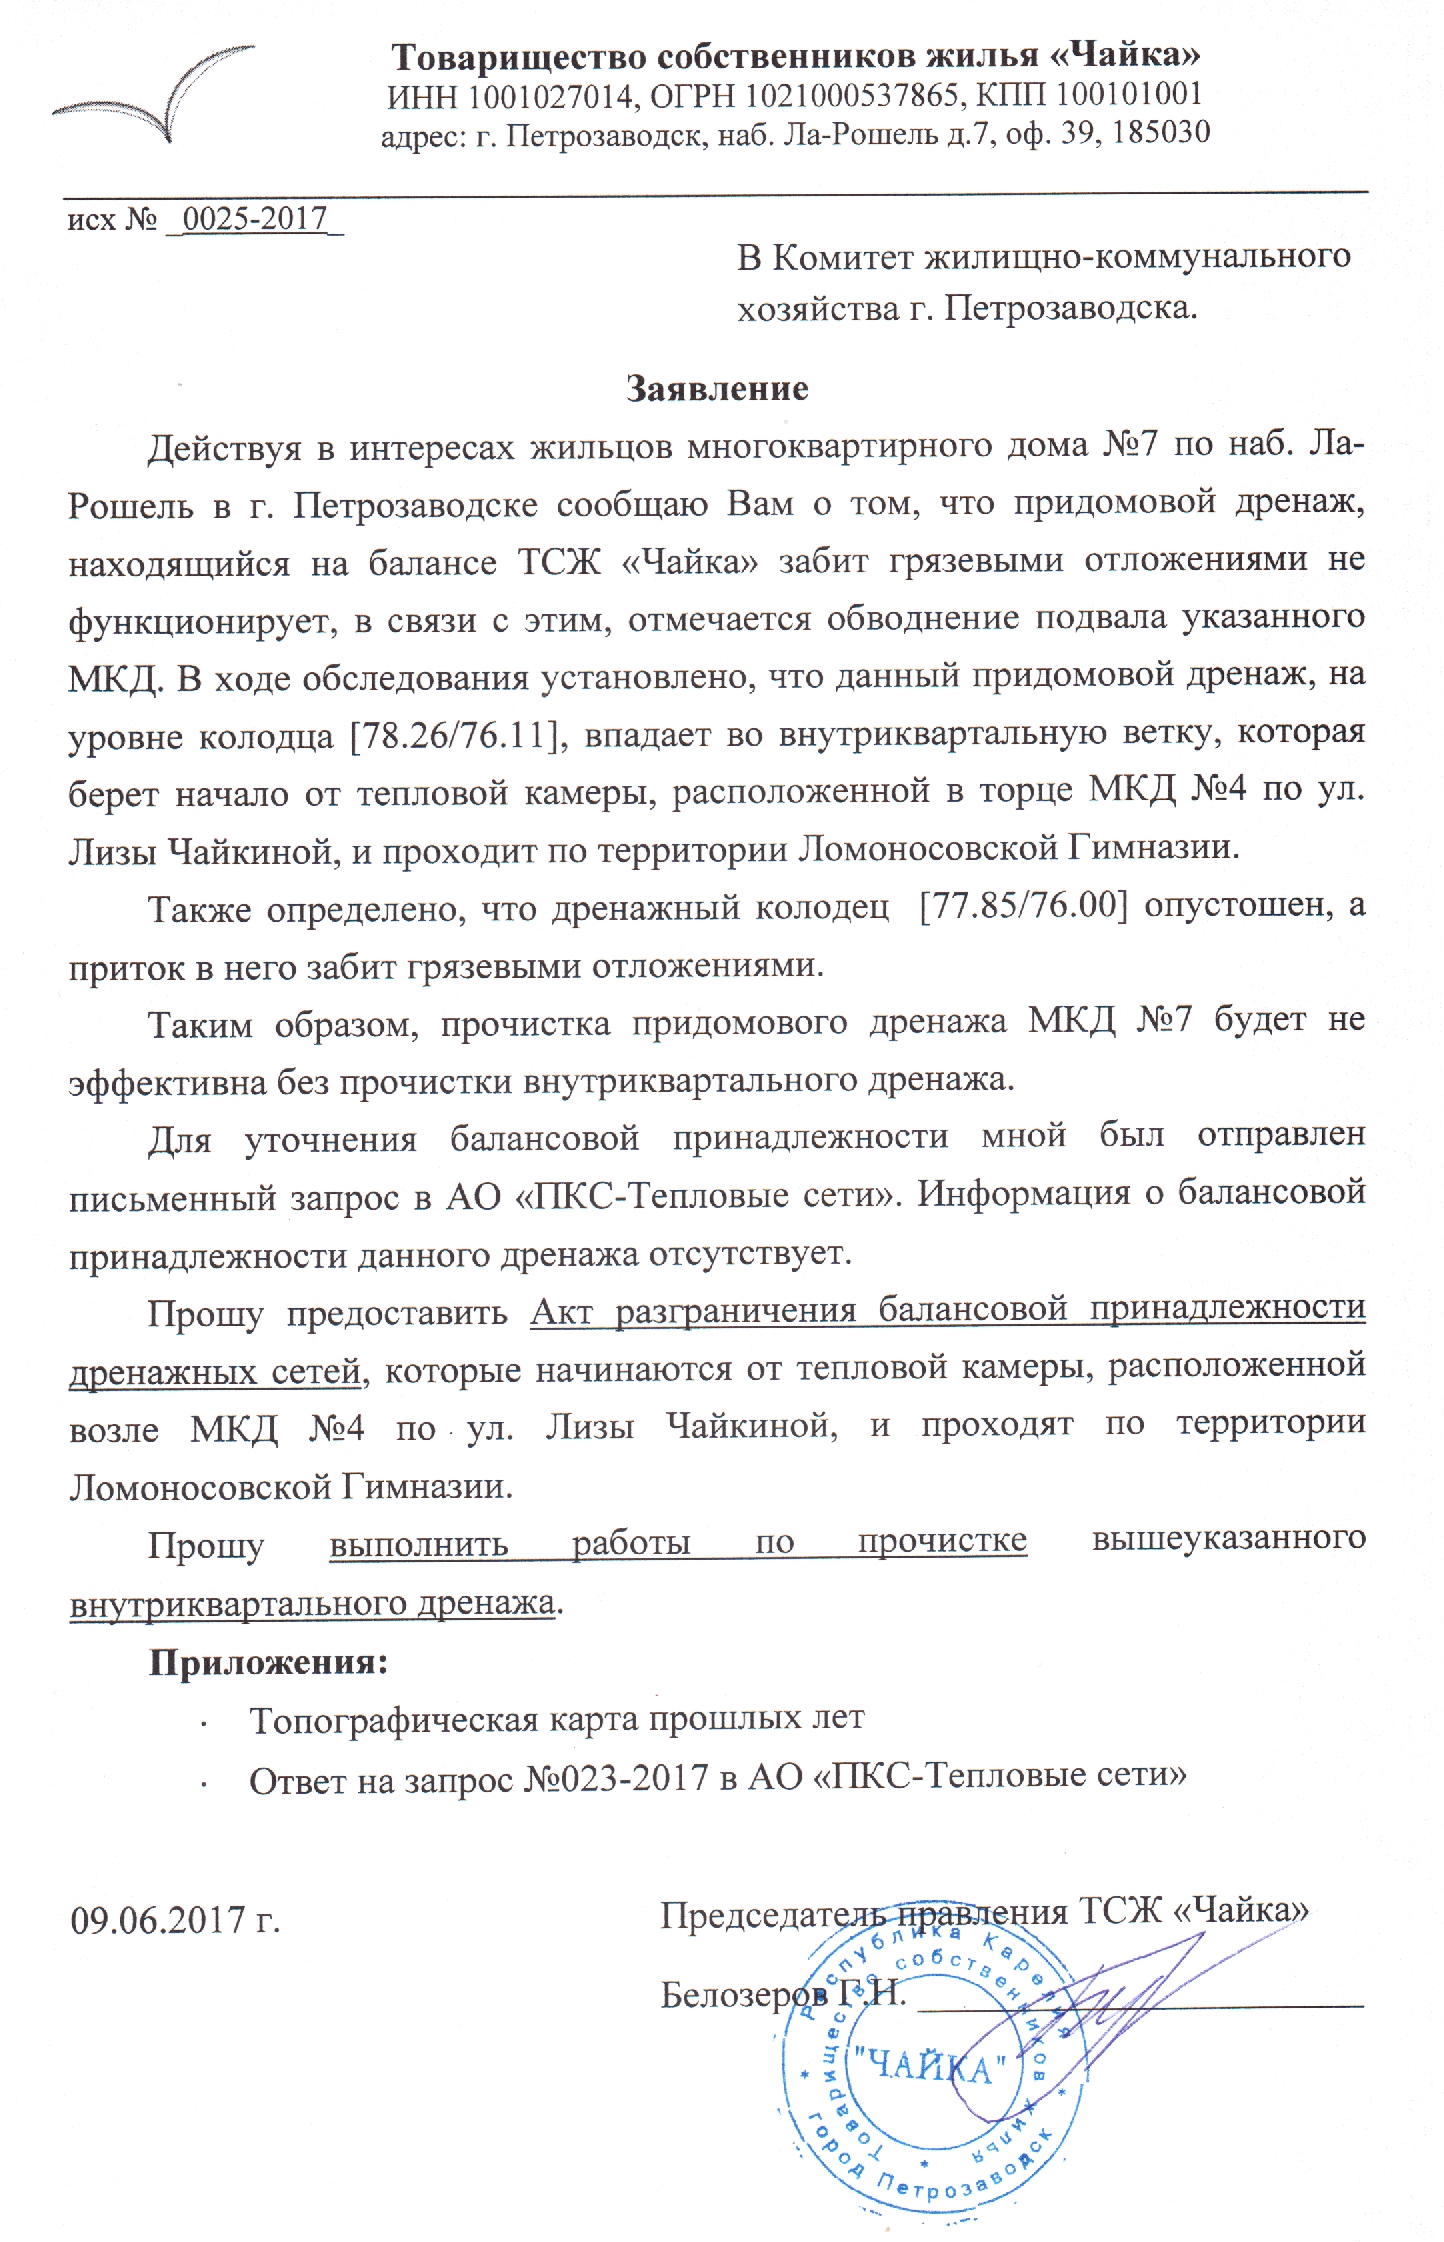 Товарищество собственников жилья «Чайка»
ИНН 1001027014, ОГРН 1021000537865, КПП 100101001
адрес: г. Петрозаводск, наб. Ла-Рошель д.7, оф. 39, 185030
исх № _0025-2017_
В Комитет жилищно-коммунального
хозяйства г. Петрозаводска.
Заявление
Действуя в интересах жильцов многоквартирного дома №7 по наб. Ла-
Рошель в г. Петрозаводске сообщаю Вам о том, что придомовой дренаж,
находящийся на балансе ТСЖ «Чайка» забит грязевыми отложениями не
функционирует, в связи с этим, отмечается обводнение подвала указанного
МКД. В ходе обследования установлено, что данный придомовой дренаж, на
уровне колодца [78.26/76.11], впадает во внутриквартальную ветку, которая
берет начало от тепловой камеры, расположенной в торце МКД №4 по ул.
Лизы Чайкиной, и проходит по территории Ломоносовской Гимназии.
Также определено, что дренажный колодец [77.85/76.00] опустошен, а
приток в него забит грязевыми отложениями.
Таким образом, прочистка придомового дренажа МКД №7 будет не
эффективна без прочистки внутриквартального дренажа.
Для уточнения балансовой принадлежности мной был отправлен
письменный запрос в АО «ПКС-Тепловые сети». Информация о балансовой
принадлежности данного дренажа отсутствует.
Прошу предоставить Акт разграничения балансовой принадлежности
дренажных сетей, которые начинаются от тепловой камеры, расположенной
возле МКД №4 по ул. Лизы Чайкиной, и проходят по территории
Ломоносовской Гимназии.
Прошу выполнить работы по прочистке вышеуказанного
внутриквартального дренажа.
Приложения:
· Топографическая карта прошлых лет
· Ответ на запрос №023-2017 в АО «ПКС-Тепловые сети»
09.06.2017 г.
Председатель правления ТСЖ «Чайка»
Белозеров Г.Н.
Республика Карелия
* город Петрозаводск *
Товарищество собственников жилья *
"ЧАЙКА"